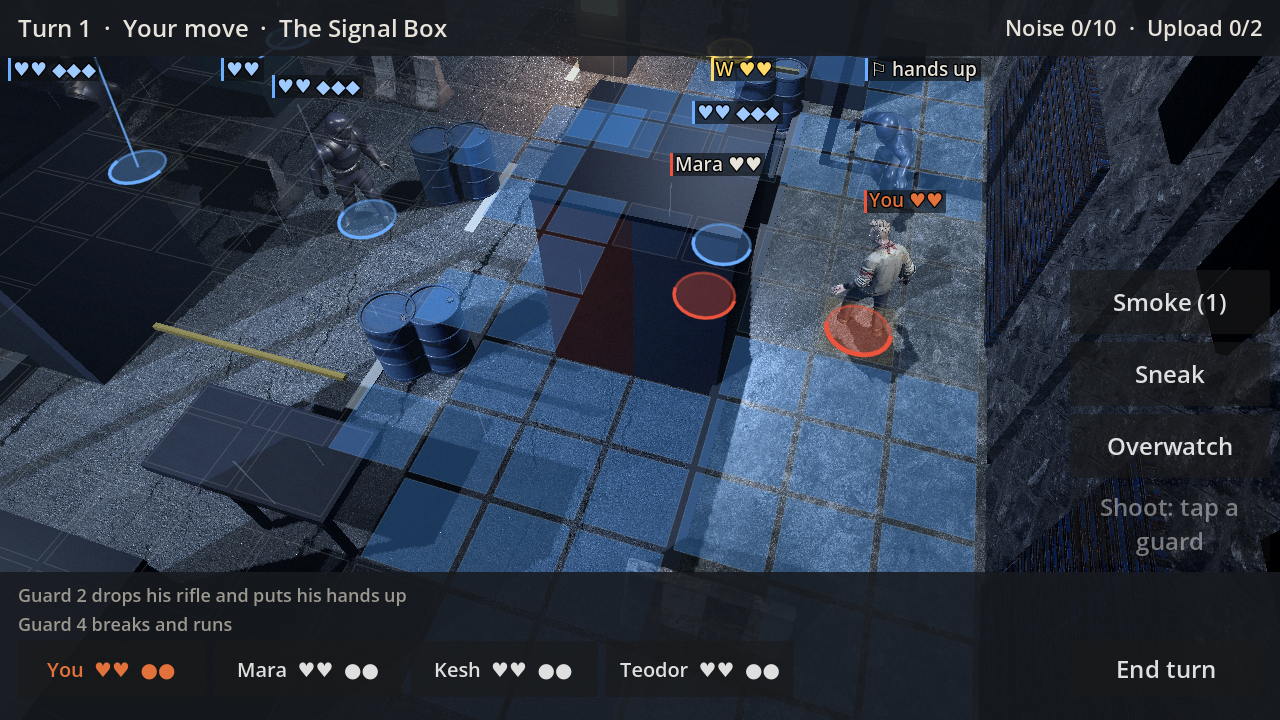 Turn 1 · Your move · The Signal Box
Noise 0/10 · Upload 0/2
♥♥ ◆◆◆
♥♥
W ♥♥
⚐ hands up
♥♥ ◆◆◆
♥♥ ◆◆◆
Mara ♥♥
You ♥♥
Smoke (1)
Sneak
Overwatch
Shoot: tap a
guard
Guard 2 drops his rifle and puts his hands up
Guard 4 breaks and runs
You ♥♥ ●●
Mara ♥♥ ●●
Kesh ♥♥ ●●
Teodor ♥♥ ●●
End turn